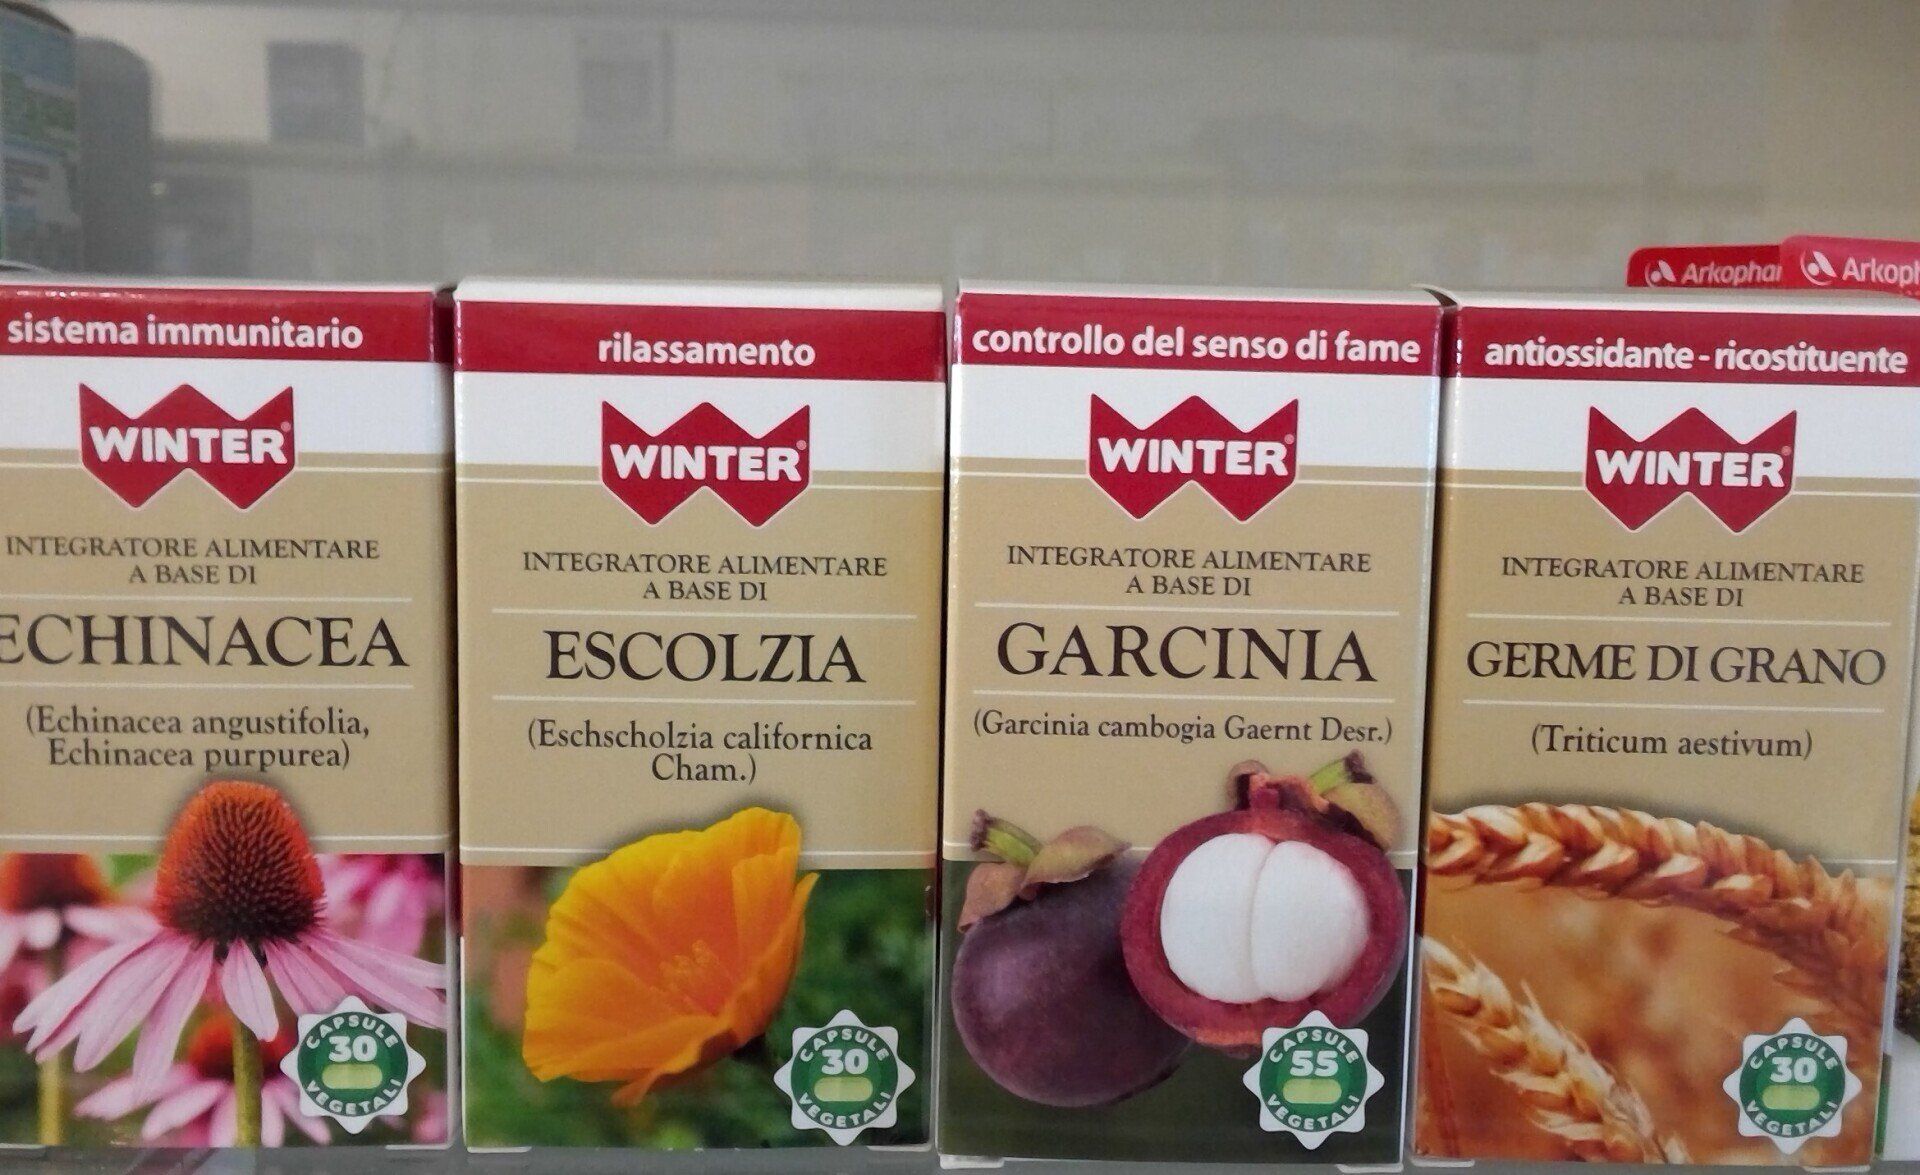 Arkophar
Arkoph
sistema immunitario
WINTER®
INTEGRATORE ALIMENTARE
A BASE DI
ECHINACEA
(Echinacea angustifolia,
Echinacea purpurea)
CAPSULE
30
VEGETALI
rilassamento
WINTER®
INTEGRATORE ALIMENTARE
A BASE DI
ESCOLZIA
(Eschscholzia californica
Cham.)
CAPSULE
30
VEGETALI
controllo del senso di fame
WINTER®
INTEGRATORE ALIMENTARE
A BASE DI
GARCINIA
(Garcinia cambogia Gaernt Desr.)
CAPSULE
55
VEGETALI
antiossidante - ricostituente
WINTER®
INTEGRATORE ALIMENTARE
A BASE DI
GERME DI GRANO
(Triticum aestivum)
CAPSULE
30
VEGETALI